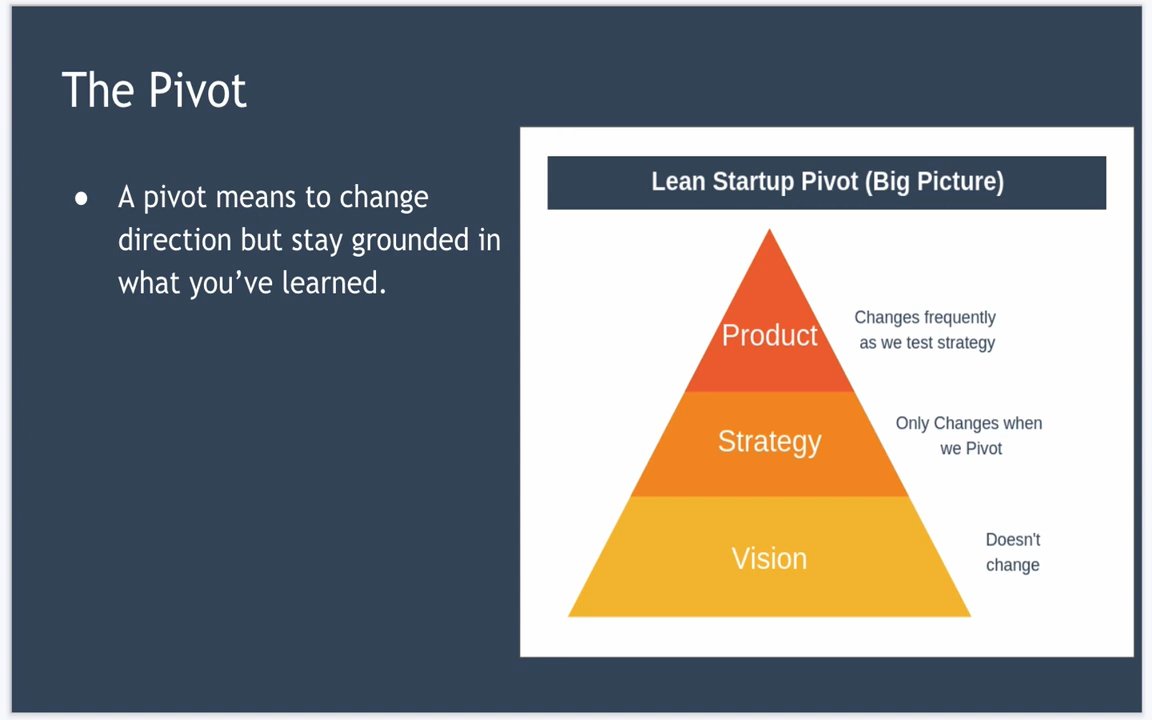 The Pivot
● A pivot means to change
direction but stay grounded in
what you’ve learned.
Lean Startup Pivot (Big Picture)
Product
Changes frequently
as we test strategy
Strategy
Only Changes when
we Pivot
Vision
Doesn't
change